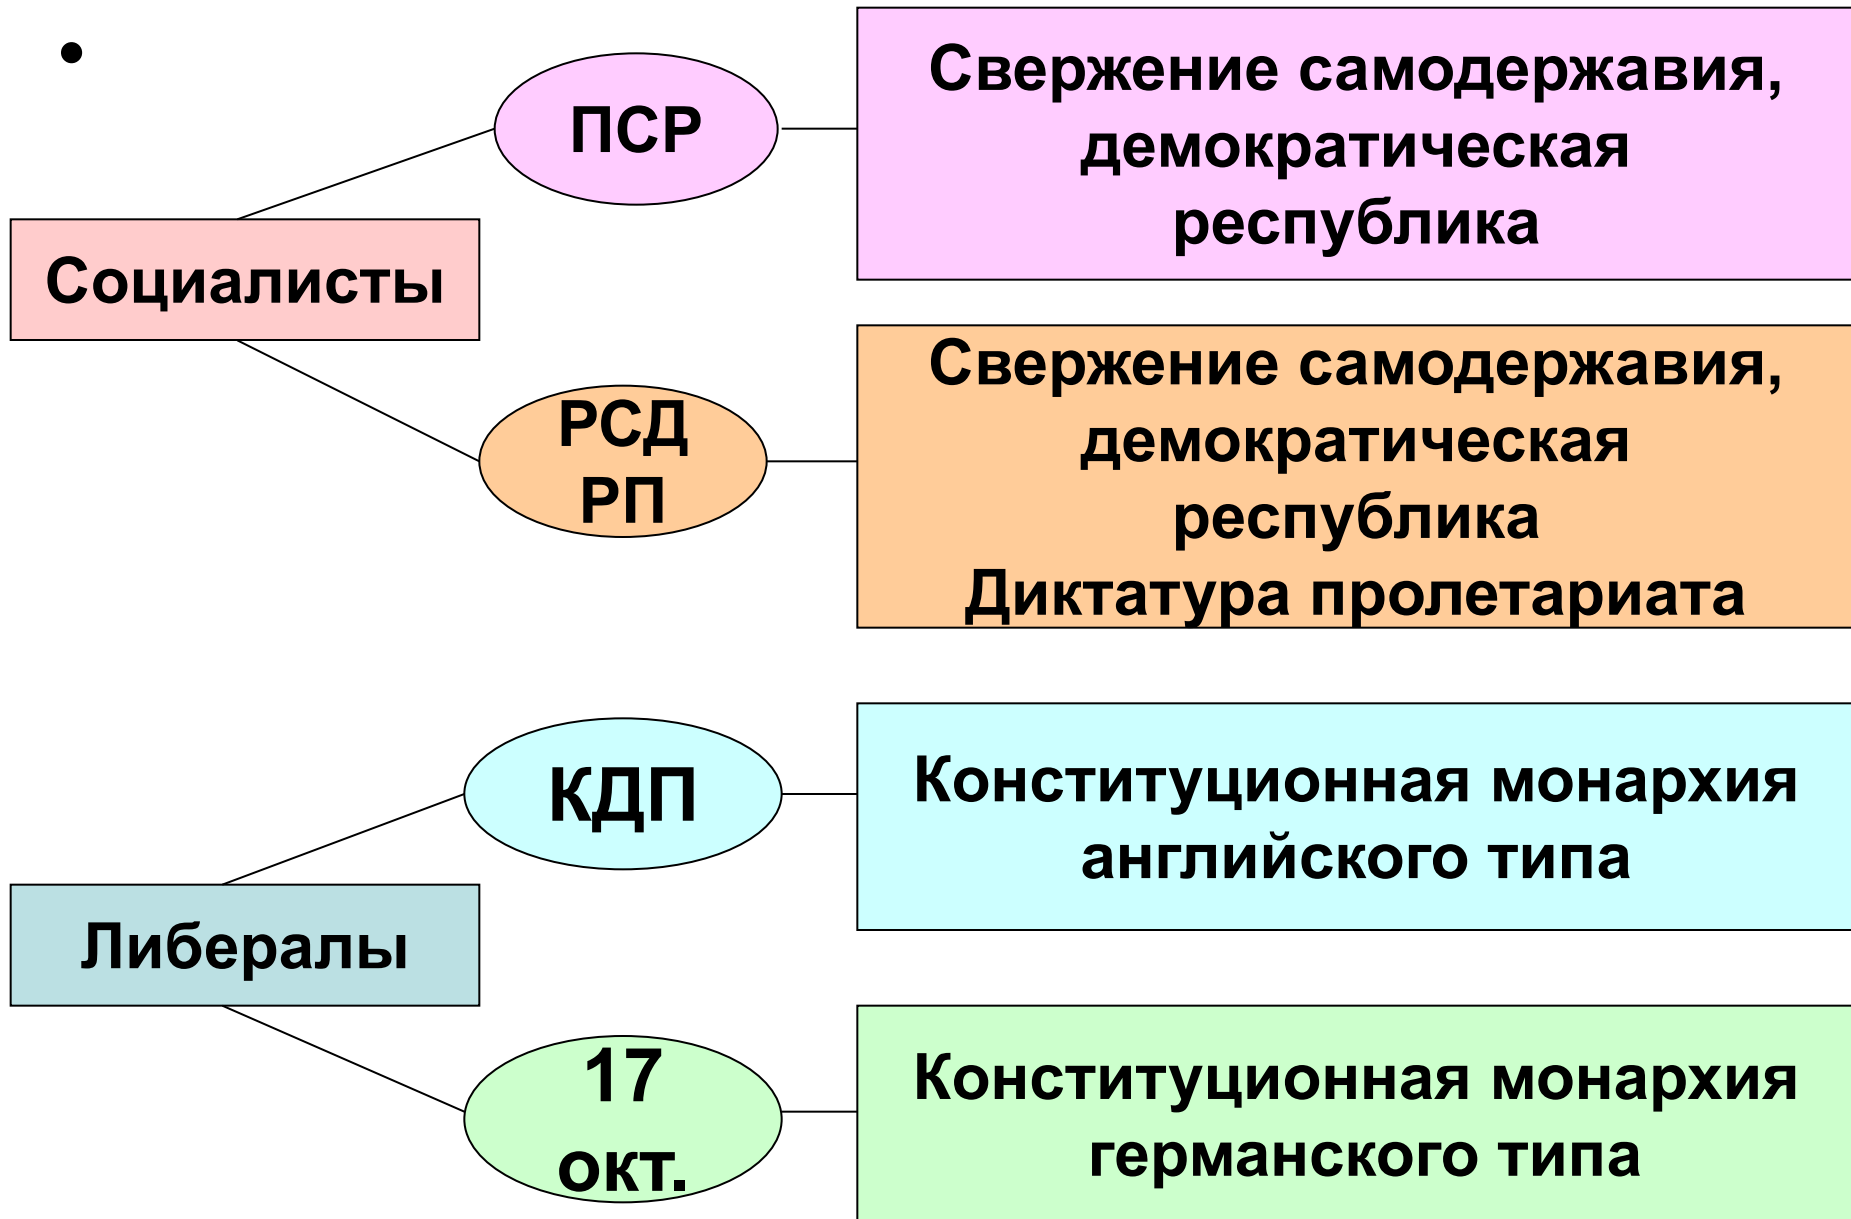 •
ПСР
Свержение самодержавия,
демократическая
республика
Социалисты
РСД
РП
Свержение самодержавия,
демократическая
республика
Диктатура пролетариата
КДП
Конституционная монархия
английского типа
Либералы
17
окт.
Конституционная монархия
германского типа